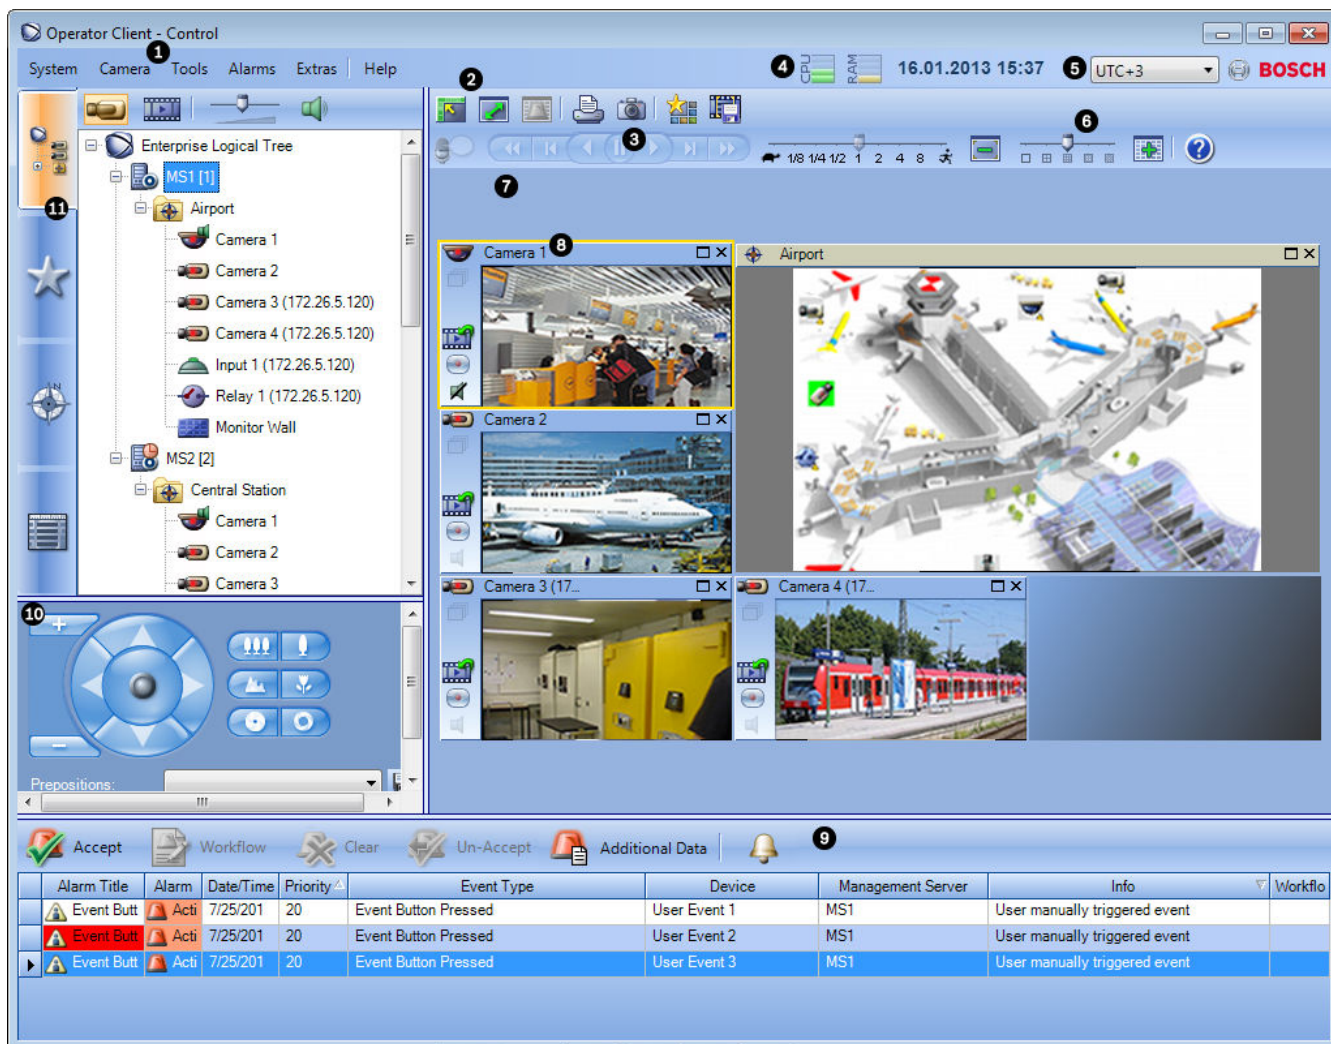 Operator Client - Control
1
System Camera Tools Alarms Extras Help
2
4 CPU RAM 16.01.2013 15:37 5 UTC+3 BOSCH
3
1/8 1/4 1/2 1 2 4 8
6
7
11
Enterprise Logical Tree
MS1 [1]
Airport
Camera 1
Camera 2
Camera 3 (172.26.5.120)
Camera 4 (172.26.5.120)
Input 1 (172.26.5.120)
Relay 1 (172.26.5.120)
Monitor Wall
MS2 [2]
Central Station
Camera 1
Camera 2
Camera 3
N
Camera 1 8
Airport
Camera 2
Camera 3 (17...
Camera 4 (17...
10
Prepositions:
Accept Workflow Clear Un-Accept Additional Data 9
Alarm Title Alarm Date/Time Priority Event Type Device Management Server Info Workflo
Event Butt Acti 7/25/201 20 Event Button Pressed User Event 1 MS1 User manually triggered event
Event Butt Acti 7/25/201 20 Event Button Pressed User Event 2 MS1 User manually triggered event
Event Butt Acti 7/25/201 20 Event Button Pressed User Event 3 MS1 User manually triggered event